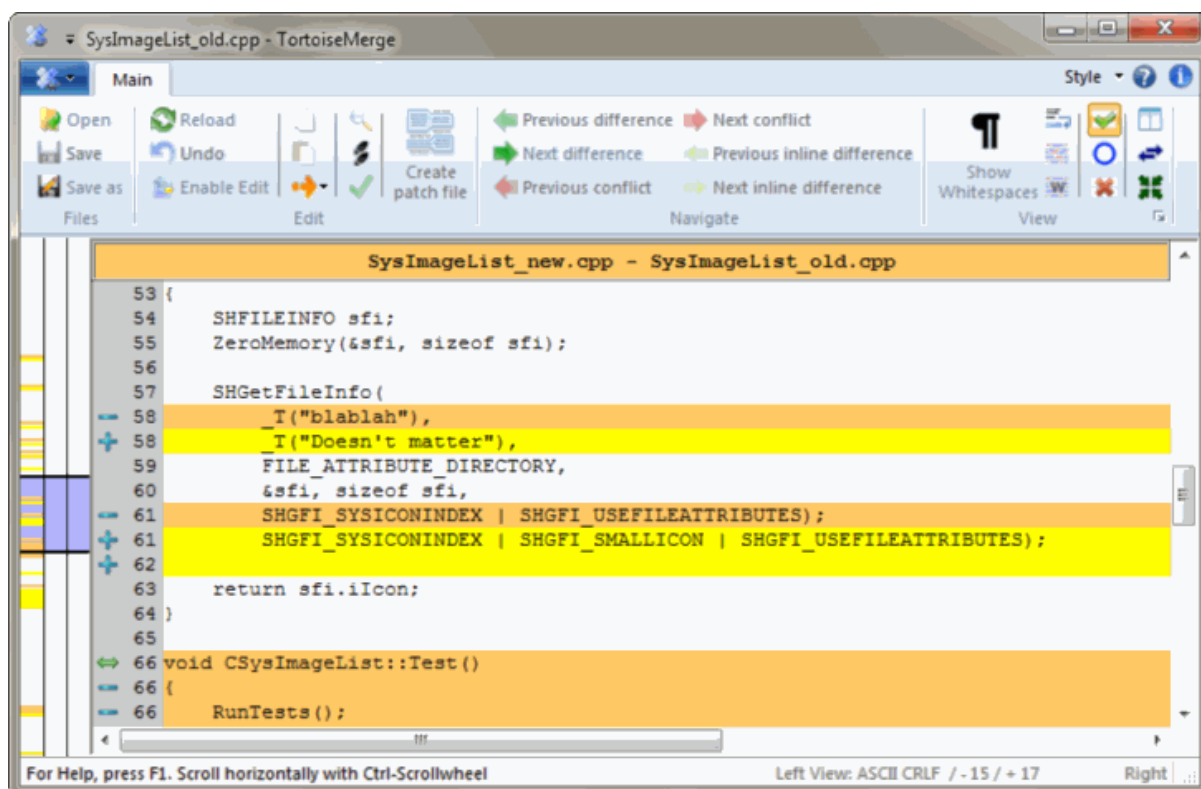 SysImageList_old.cpp - TortoiseMerge
Main
Style
Open
Reload
Previous difference
Next conflict
Save
Undo
Next difference
Previous inline difference
Create
patch file
Show
Whitespaces
Save as
Enable Edit
Previous conflict
Next inline difference
Files
Edit
Navigate
View
SysImageList_new.cpp - SysImageList_old.cpp
53 {
54 SHFILEINFO sfi;
55 ZeroMemory(&sfi, sizeof sfi);
56
57 SHGetFileInfo(
58 _T("blablah"),
58 _T("Doesn't matter"),
59 FILE_ATTRIBUTE_DIRECTORY,
60 &sfi, sizeof sfi,
61 SHGFI_SYSICONINDEX | SHGFI_USEFILEATTRIBUTES);
61 SHGFI_SYSICONINDEX | SHGFI_SMALLICON | SHGFI_USEFILEATTRIBUTES);
62
63 return sfi.iIcon;
64 }
65
66 void CSysImageList::Test()
66 {
66 RunTests();
For Help, press F1. Scroll horizontally with Ctrl-Scrollwheel
Left View: ASCII CRLF / - 15 / + 17
Right